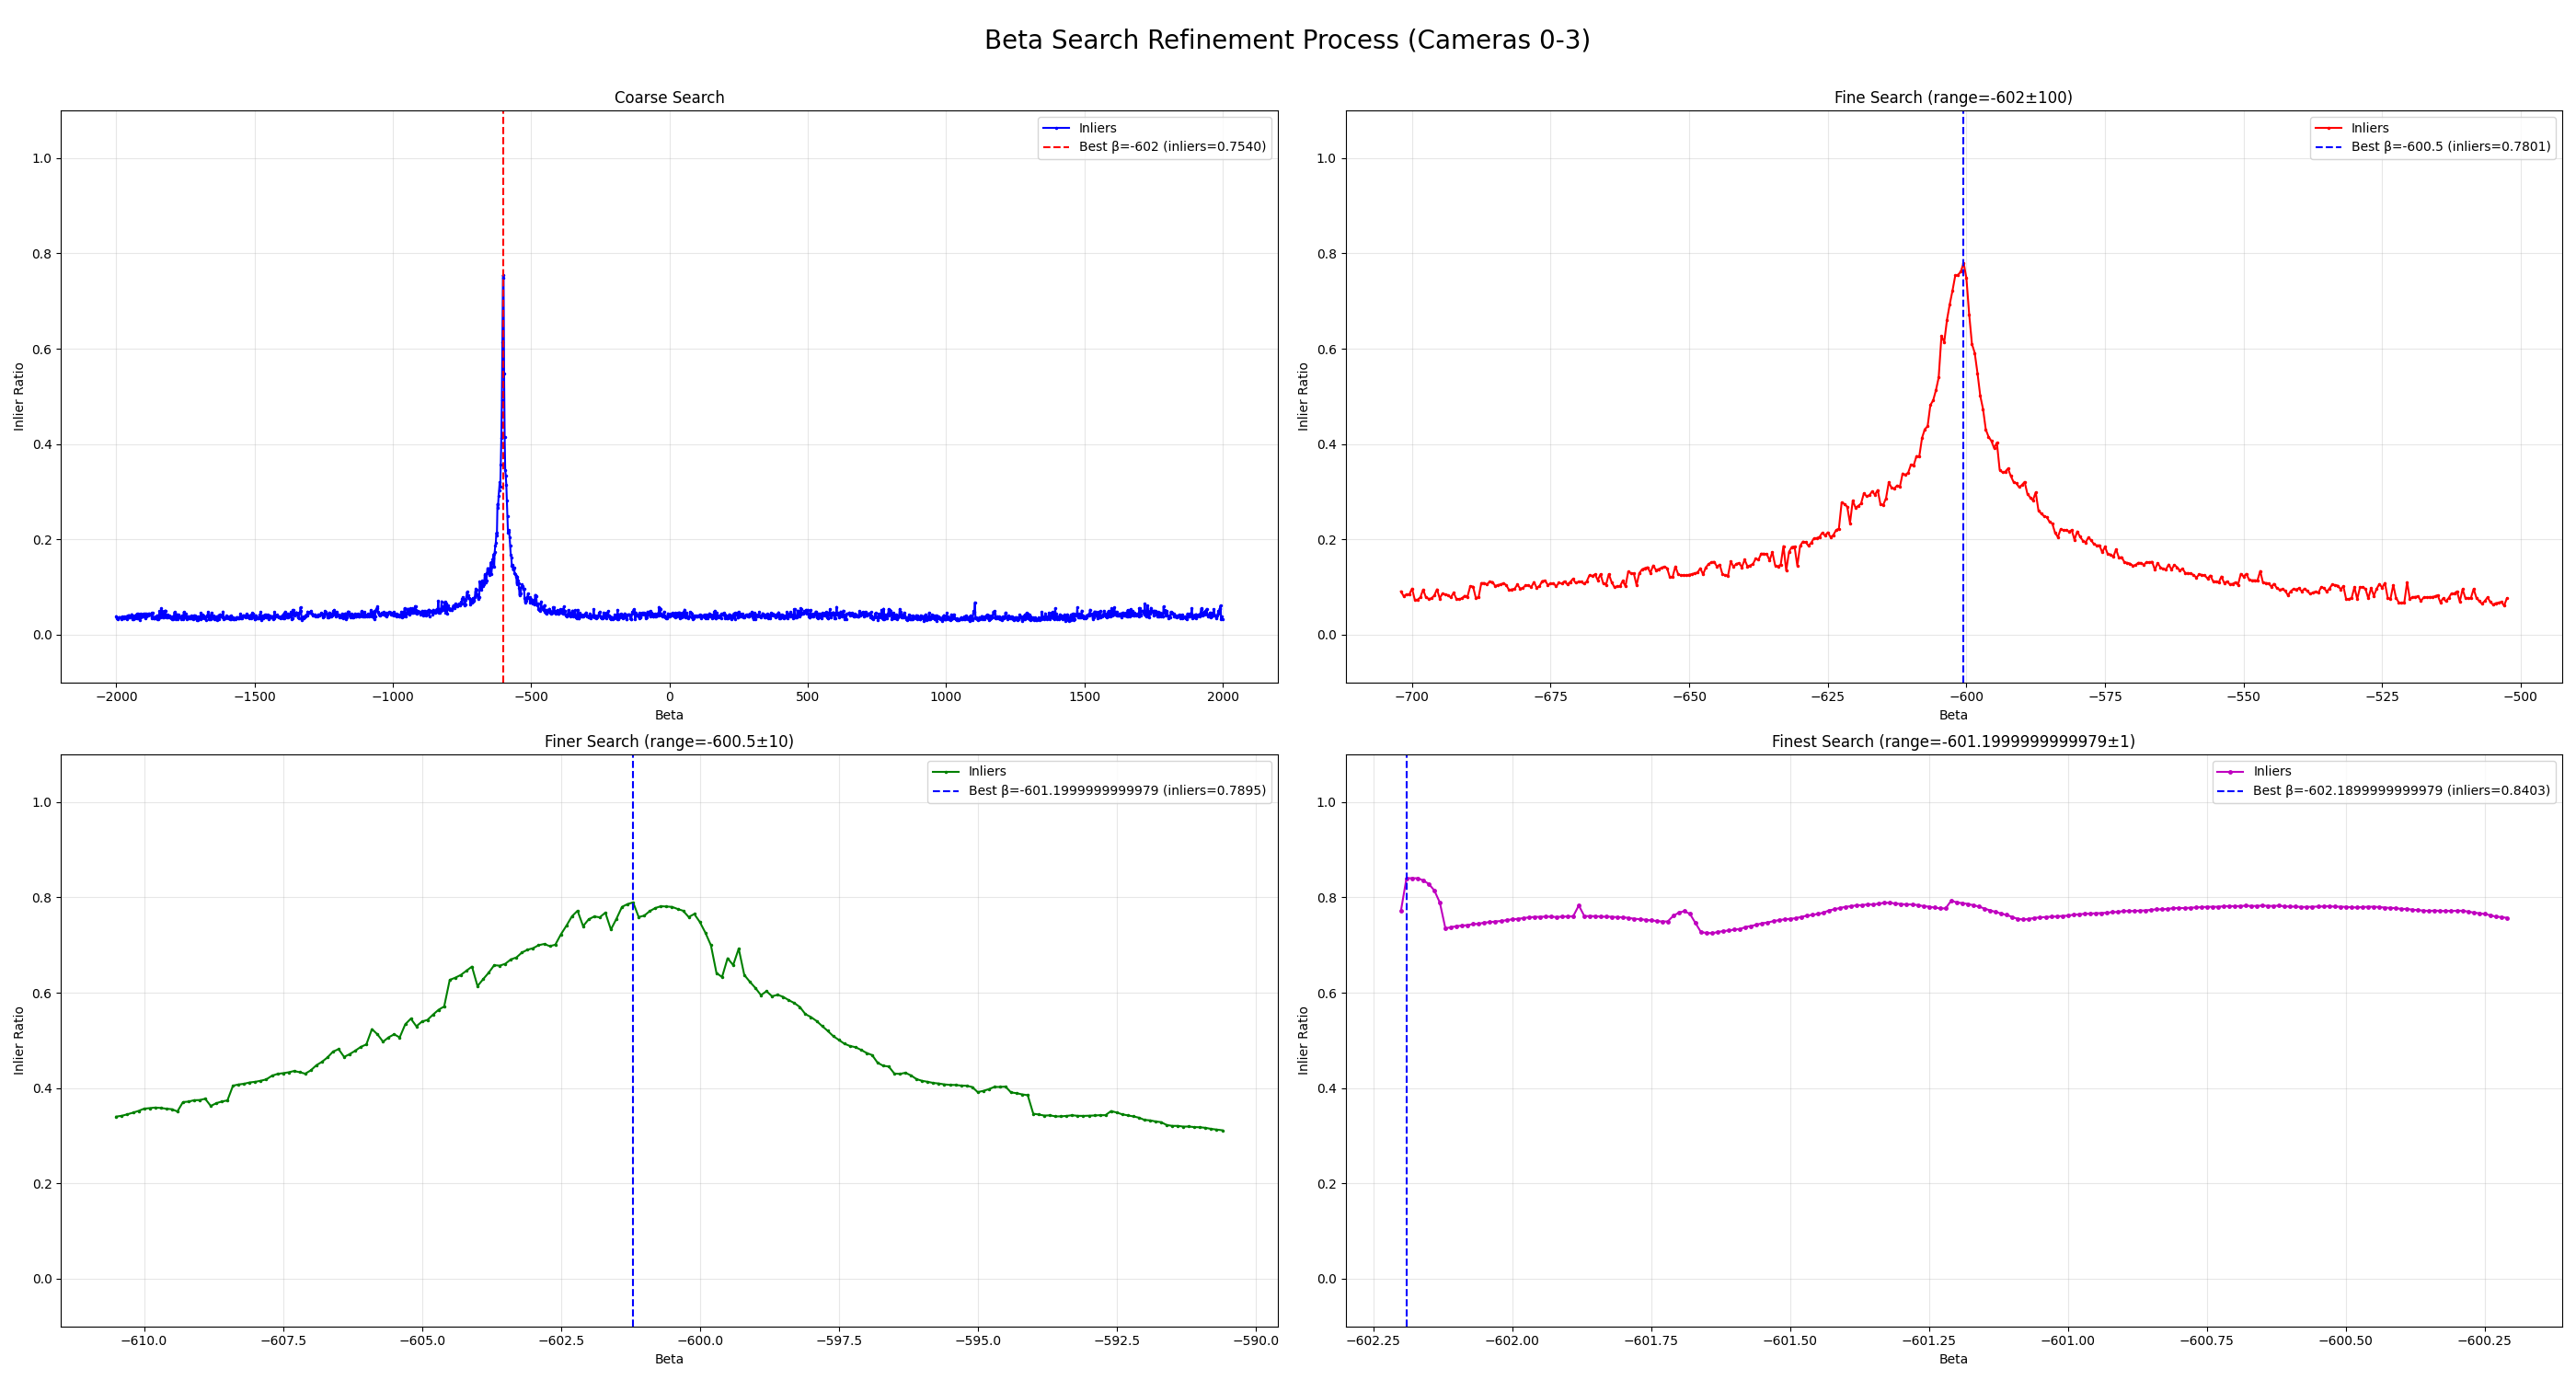 Beta Search Refinement Process (Cameras 0-3)
Coarse Search
Inliers
Best β=-602 (inliers=0.7540)
1.0
0.8
0.6
0.4
0.2
0.0
Inlier Ratio
−2000 −1500 −1000 −500 0 500 1000 1500 2000
Beta
Fine Search (range=-602±100)
Inliers
Best β=-600.5 (inliers=0.7801)
1.0
0.8
0.6
0.4
0.2
0.0
Inlier Ratio
−700 −675 −650 −625 −600 −575 −550 −525 −500
Beta
Finer Search (range=-600.5±10)
Inliers
Best β=-601.1999999999979 (inliers=0.7895)
1.0
0.8
0.6
0.4
0.2
0.0
Inlier Ratio
−610.0 −607.5 −605.0 −602.5 −600.0 −597.5 −595.0 −592.5 −590.0
Beta
Finest Search (range=-601.1999999999979±1)
Inliers
Best β=-602.1899999999979 (inliers=0.8403)
1.0
0.8
0.6
0.4
0.2
0.0
Inlier Ratio
−602.25 −602.00 −601.75 −601.50 −601.25 −601.00 −600.75 −600.50 −600.25
Beta